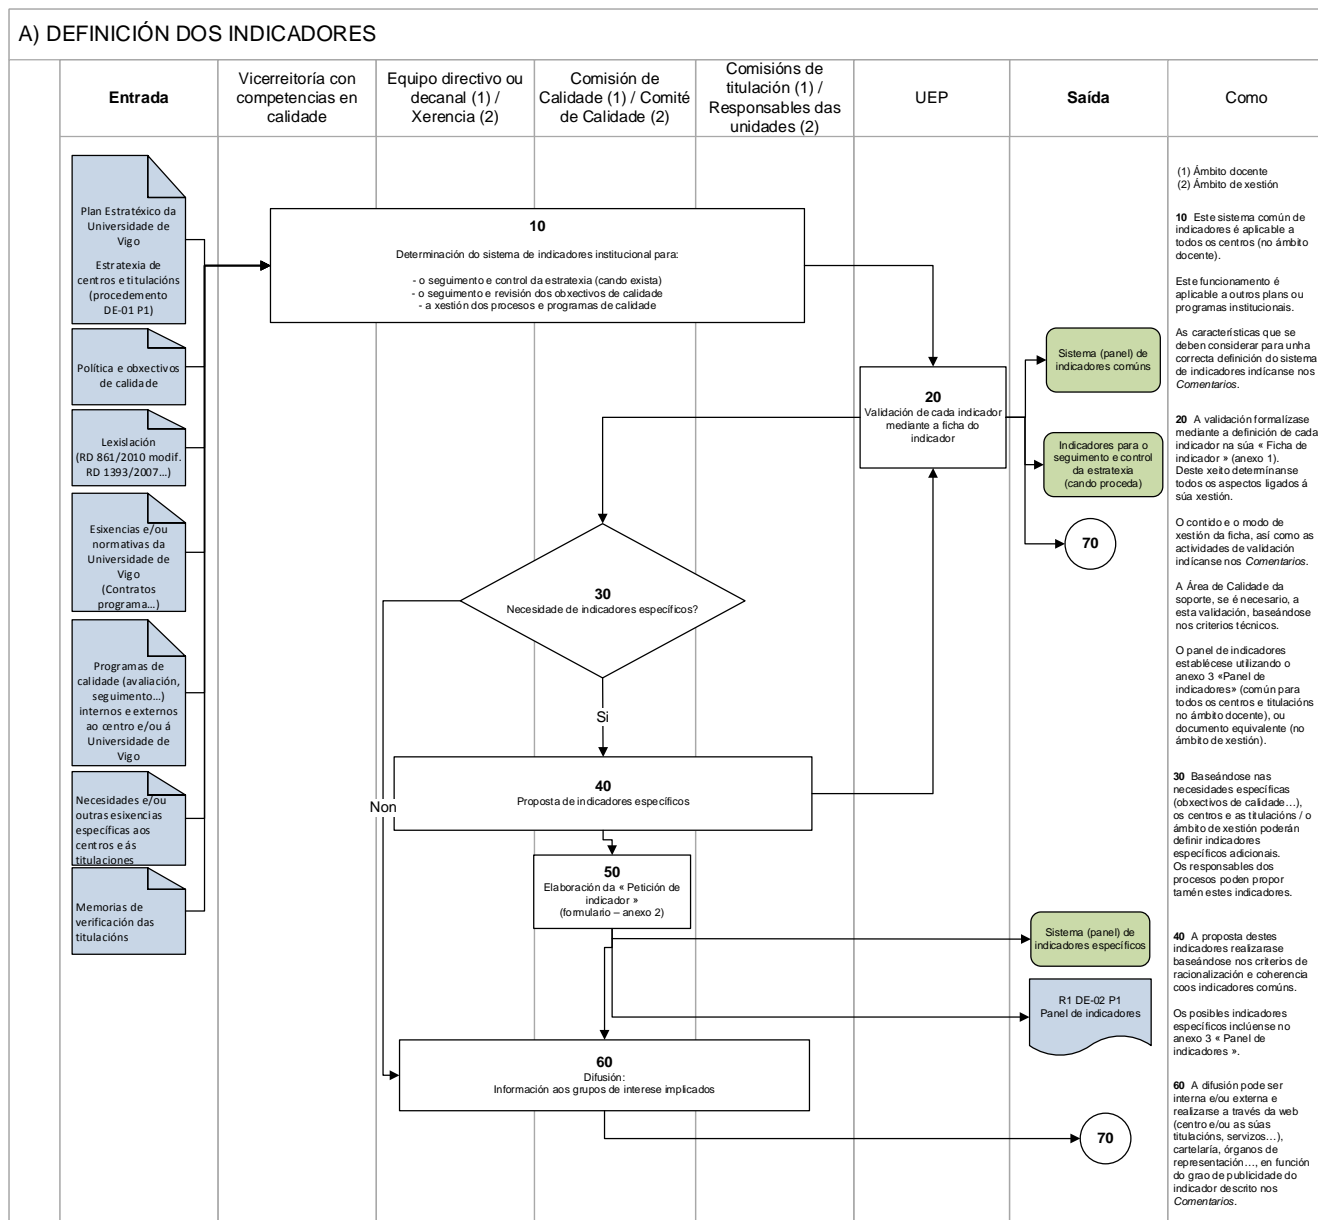 A) DEFINICIÓN DOS INDICADORES
Entrada
Vicerreitoría con
competencias en
calidade
Equipo directivo ou
decanal (1) /
Xerencia (2)
Comisión de
Calidade (1) / Comité
de Calidade (2)
Comisións de
titulación (1) /
Responsables das
unidades (2)
UEP
Saída
Como
Plan Estratéxico da
Universidade de
Vigo
Estratexia de
centros e titulacións
(procedemento
DE-01 P1)
Política e obxectivos
de calidade
Lexislación
(RD 861/2010 modif.
RD 1393/2007...)
Esixencias e/ou
normativas da
Universidade de
Vigo
(Contratos
programa...)
Programas de
calidade (avaliación,
seguimento...)
internos e externos
ao centro e/ou á
Universidade de
Vigo
Necesidades e/ou
outras esixencias
específicas aos
centro e ás
titulaciones
Memorias de
verificación das
titulacións
10
Determinación do sistema de indicadores institucional para:
- o seguimento e control da estratexia (cando exista)
- o seguimento e revisión dos obxectivos de calidade
- a xestión dos procesos e programas de calidade
20
Validación de cada indicador
mediante a ficha do
indicador
30
Necesidade de indicadores específicos?
Si
Non
40
Proposta de indicadores específicos
50
Elaboración da « Petición de
indicador »
(formulario – anexo 2)
60
Difusión:
Información aos grupos de interese implicados
Sistema (panel) de
indicadores comúns
Indicadores para o
seguimento e control
da estratexia
(cando proceda)
70
Sistema (panel) de
indicadores específicos
R1 DE-02 P1
Panel de indicadores
70
(1) Ámbito docente
(2) Ámbito de xestión
10 Este sistema común de
indicadores é aplicable a
todos os centros (no ámbito
docente).
Este funcionamento é
aplicable a outros plans ou
programas institucionais.
As características que se
deben considerar para unha
correcta definición do sistema
de indicadores indícanse nos
Comentarios.
20 A validación formalízase
mediante a definición de cada
indicador na súa « Ficha de
indicador » (anexo 1).
Deste xeito determínanse
todos os aspectos ligados á
súa xestión.
O contido e o modo de
xestión da ficha, así como as
actividades de validación
indícanse nos Comentarios.
A Área de Calidade da
soporte, se é necesario, a
esta validación, baseándose
nos criterios técnicos.
O panel de indicadores
establécese utilizando o
anexo 3 «Panel de
indicadores» (común para
todos os centros e titulacións
no ámbito docente), ou
documento equivalente (no
ámbito de xestión).
30 Baseándose nas
necesidades específicas
(obxectivos de calidade...),
os centros e as titulacións / o
ámbito de xestión poderán
definir indicadores
específicos adicionais.
Os responsables dos
procesos poden propor
tamén estes indicadores.
40 A proposta destes
indicadores realizarase
baseándose nos criterios de
racionalización e coherencia
coos indicadores comúns.
Os posibles indicadores
específicos inclúense no
anexo 3 « Panel de
indicadores ».
60 A difusión pode ser
interna e/ou externa e
realizarse a través da web
(centro e/ou as súas
titulacións, servizos...),
cartelaría, órganos de
representación..., en función
do grao de publicidade do
indicador descrito nos
Comentarios.